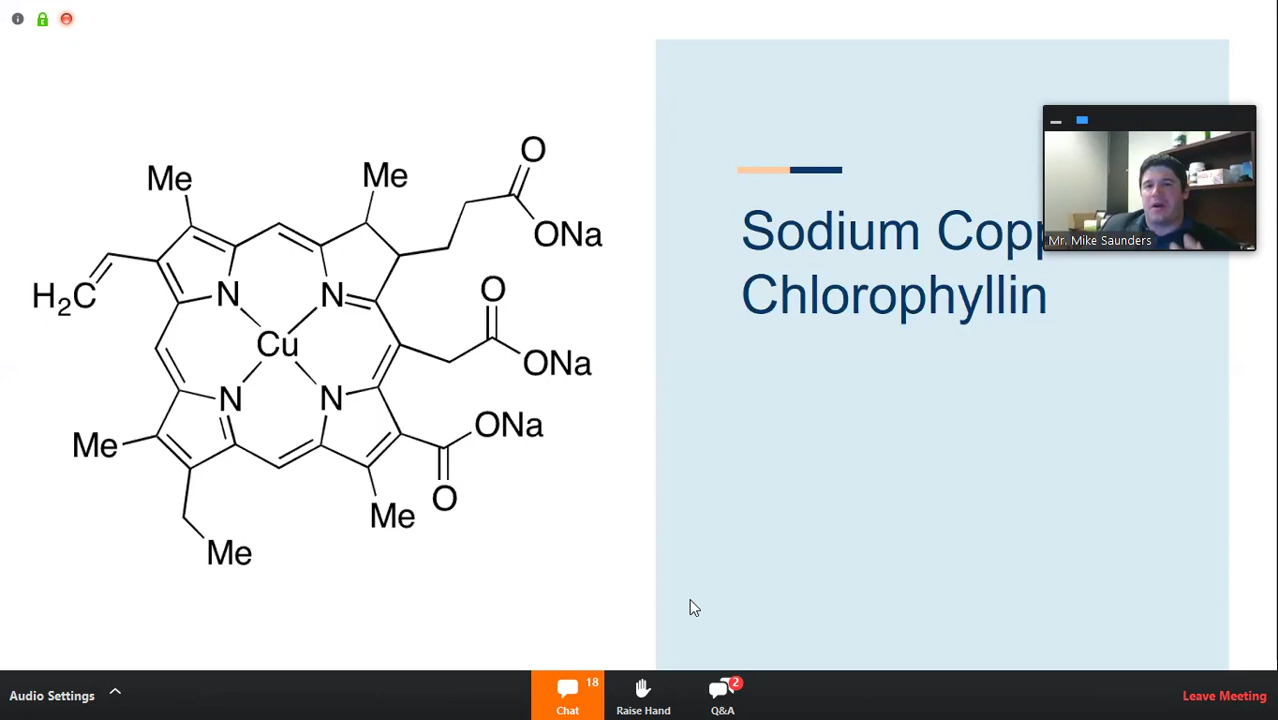 Me
Me
O
ONa
H2C
N
N
O
Cu
ONa
N
N
ONa
Me
O
Me
Me
Sodium Copp
Chlorophyllin
Mr. Mike Saunders
Audio Settings
18
Chat
Raise Hand
2
Q&A
Leave Meeting